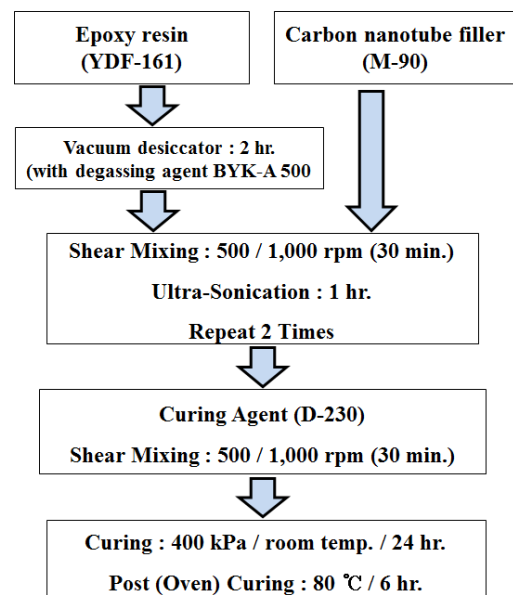 Epoxy resin
(YDF-161)
Carbon nanotube filler
(M-90)
Vacuum desiccator : 2 hr.
(with degassing agent BYK-A 500
Shear Mixing : 500 / 1,000 rpm (30 min.)
Ultra-Sonication : 1 hr.
Repeat 2 Times
Curing Agent (D-230)
Shear Mixing : 500 / 1,000 rpm (30 min.)
Curing : 400 kPa / room temp. / 24 hr.
Post (Oven) Curing : 80 ℃ / 6 hr.